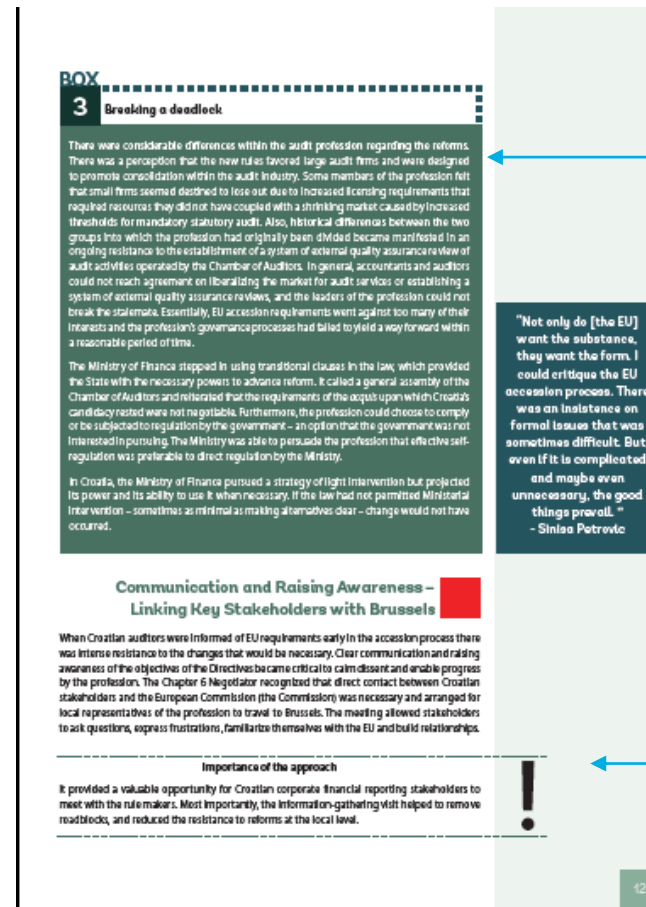 BOX
3 Breaking a deadlock
There were considerable differences within the audit profession regarding the reforms.
There was a perception that the new rules favored large audit firms and were designed
to promote consolidation within the audit industry. Some members of the profession felt
that small firms seemed destined to lose out due to increased licensing requirements that
required resources they did not have coupled with a shrinking market caused by increased
thresholds for mandatory statutory audit. Also, historical differences between the two
groups into which the profession had originally been divided became manifested in an
ongoing resistance to the establishment of a system of external quality assurance review of
audit activities operated by the Chamber of Auditors. In general, accountants and auditors
could not reach agreement on liberalizing the market for audit services or establishing a
system of external quality assurance reviews, and the leaders of the profession could not
break the stalemate. Essentially, EU accession requirements went against too many of their
interests and the profession's governance processes had failed to yield a way forward within
a reasonable period of time.
The Ministry of Finance stepped in using transitional clauses in the law, which provided
the State with the necessary powers to advance reform. It called a general assembly of the
Chamber of Auditors and reiterated that the requirements of the acquis upon which Croatia's
candidacy rested were not negotiable. Furthermore, the profession could choose to comply
or be subjected to regulation by the government – an option that the government was not
interested in pursuing. The Ministry was able to persuade the profession that effective self-
regulation was preferable to direct regulation by the Ministry.
In Croatia, the Ministry of Finance pursued a strategy of light intervention but projected
its power and its ability to use it when necessary. If the law had not permitted Ministerial
intervention – sometimes as minimal as making alternatives clear – change would not have
occurred.
"Not only do [the EU]
want the substance,
they want the form. I
could critique the EU
accession process. There
was an insistence on
formal issues that was
sometimes difficult. But
even if it is complicated
and maybe even
unnecessary, the good
things prevail. "
- Sinisa Petrovic
Communication and Raising Awareness –
Linking Key Stakeholders with Brussels
When Croatian auditors were informed of EU requirements early in the accession process there
was intense resistance to the changes that would be necessary. Clear communication and raising
awareness of the objectives of the Directives became critical to calm dissent and enable progress
by the profession. The Chapter 6 Negotiator recognized that direct contact between Croatian
stakeholders and the European Commission (the Commission) was necessary and arranged for
local representatives of the profession to travel to Brussels. The meeting allowed stakeholders
to ask questions, express frustrations, familiarize themselves with the EU and build relationships.
Importance of the approach
It provided a valuable opportunity for Croatian corporate financial reporting stakeholders to
meet with the rule makers. Most importantly, the information-gathering visit helped to remove
roadblocks, and reduced the resistance to reforms at the local level.
!
12